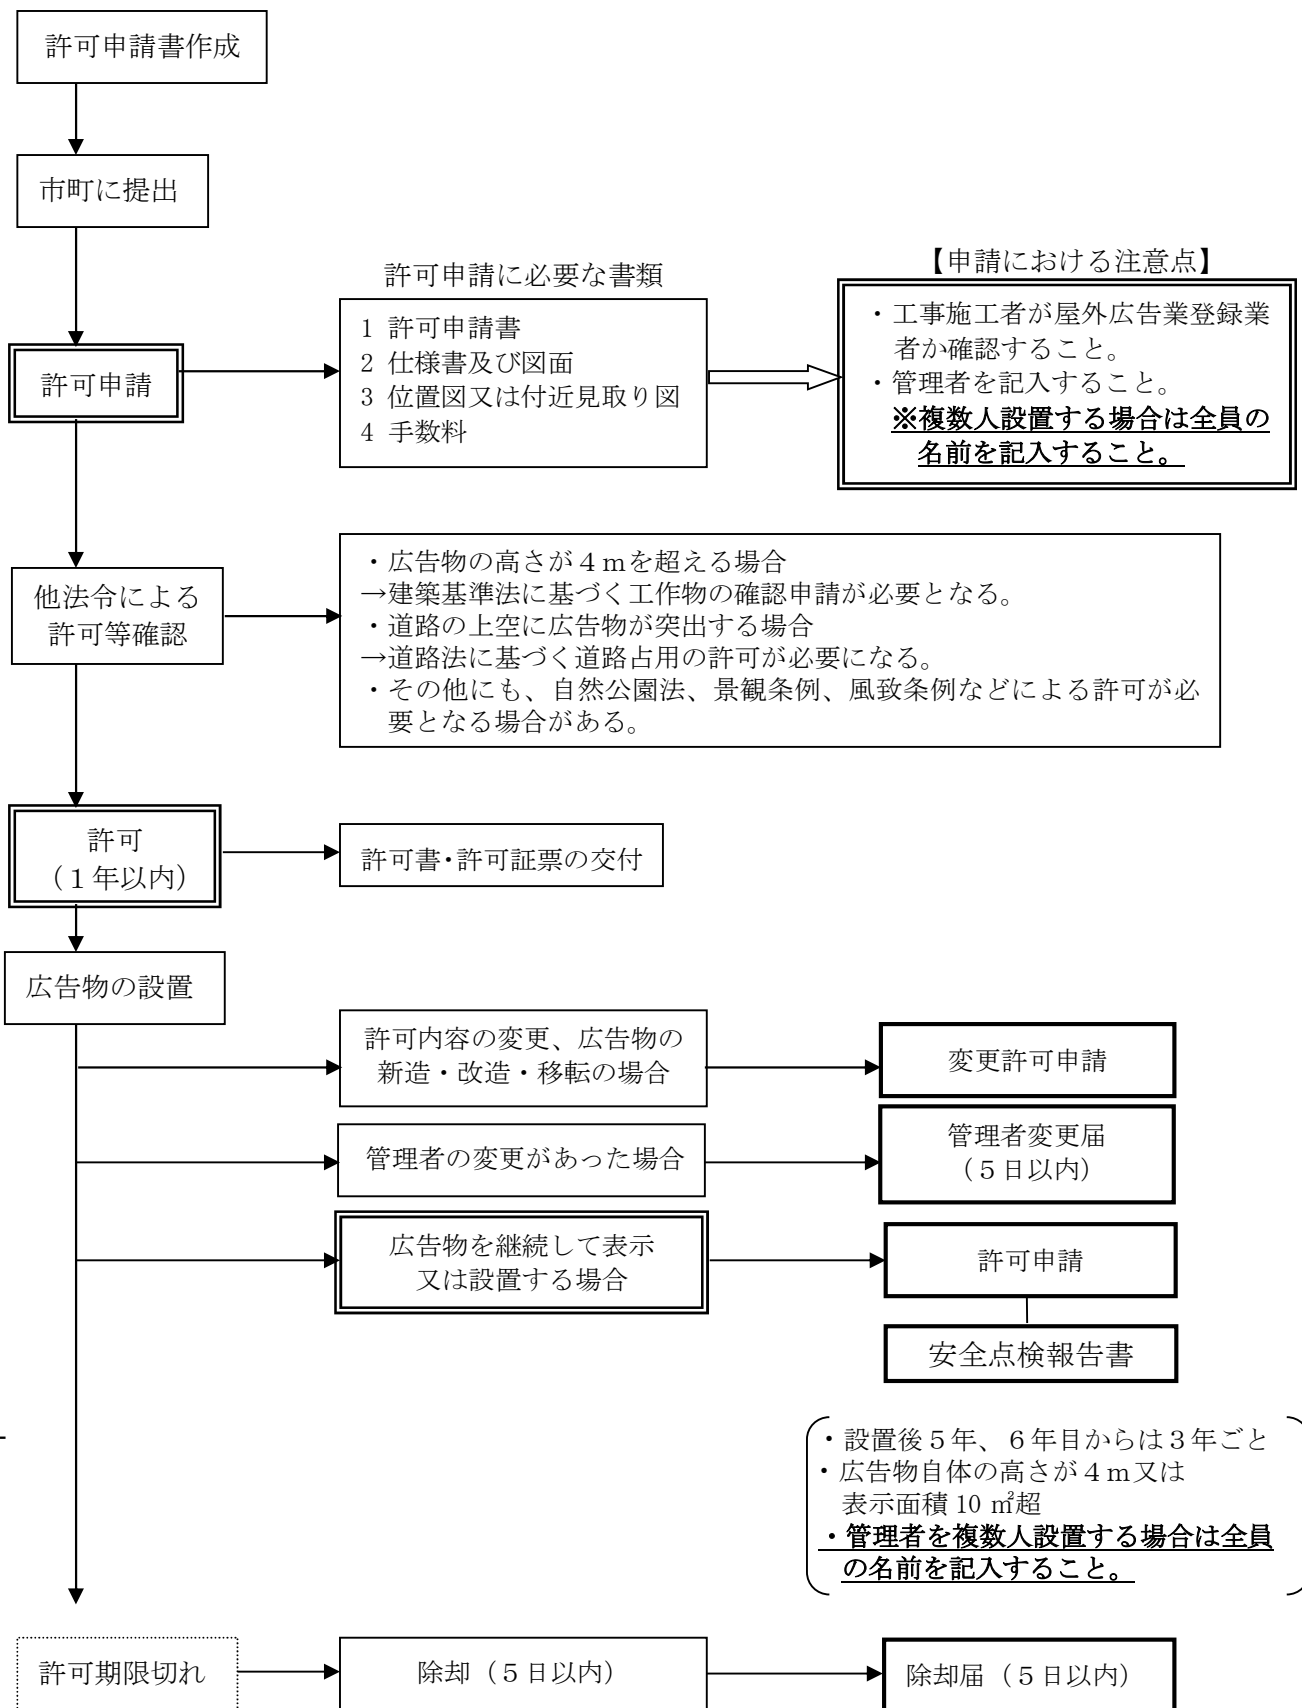 許可申請書作成
市町に提出
許可申請に必要な書類
【申請における注意点】
許可申請
1 許可申請書
2 仕様書及び図面
3 位置図又は付近見取り図
4 手数料
・工事施工者が屋外広告業登録業
者か確認すること。
・管理者を記入すること。
※複数人設置する場合は全員の
名前を記入すること。
他法令による
許可等確認
・広告物の高さが４ｍを超える場合
→建築基準法に基づく工作物の確認申請が必要となる。
・道路の上空に広告物が突出する場合
→道路法に基づく道路占用の許可が必要になる。
・その他にも、自然公園法、景観条例、風致条例などによる許可が必
要となる場合がある。
許可
（１年以内）
許可書・許可証票の交付
広告物の設置
許可内容の変更、広告物の
新造・改造・移転の場合
変更許可申請
管理者の変更があった場合
管理者変更届
（５日以内）
広告物を継続して表示
又は設置する場合
許可申請
安全点検報告書
・設置後５年、６年目からは３年ごと
・広告物自体の高さが４ｍ又は
表示面積 10 ㎡超
・管理者を複数人設置する場合は全員
の名前を記入すること。
許可期限切れ
除却（５日以内）
除却届（５日以内）